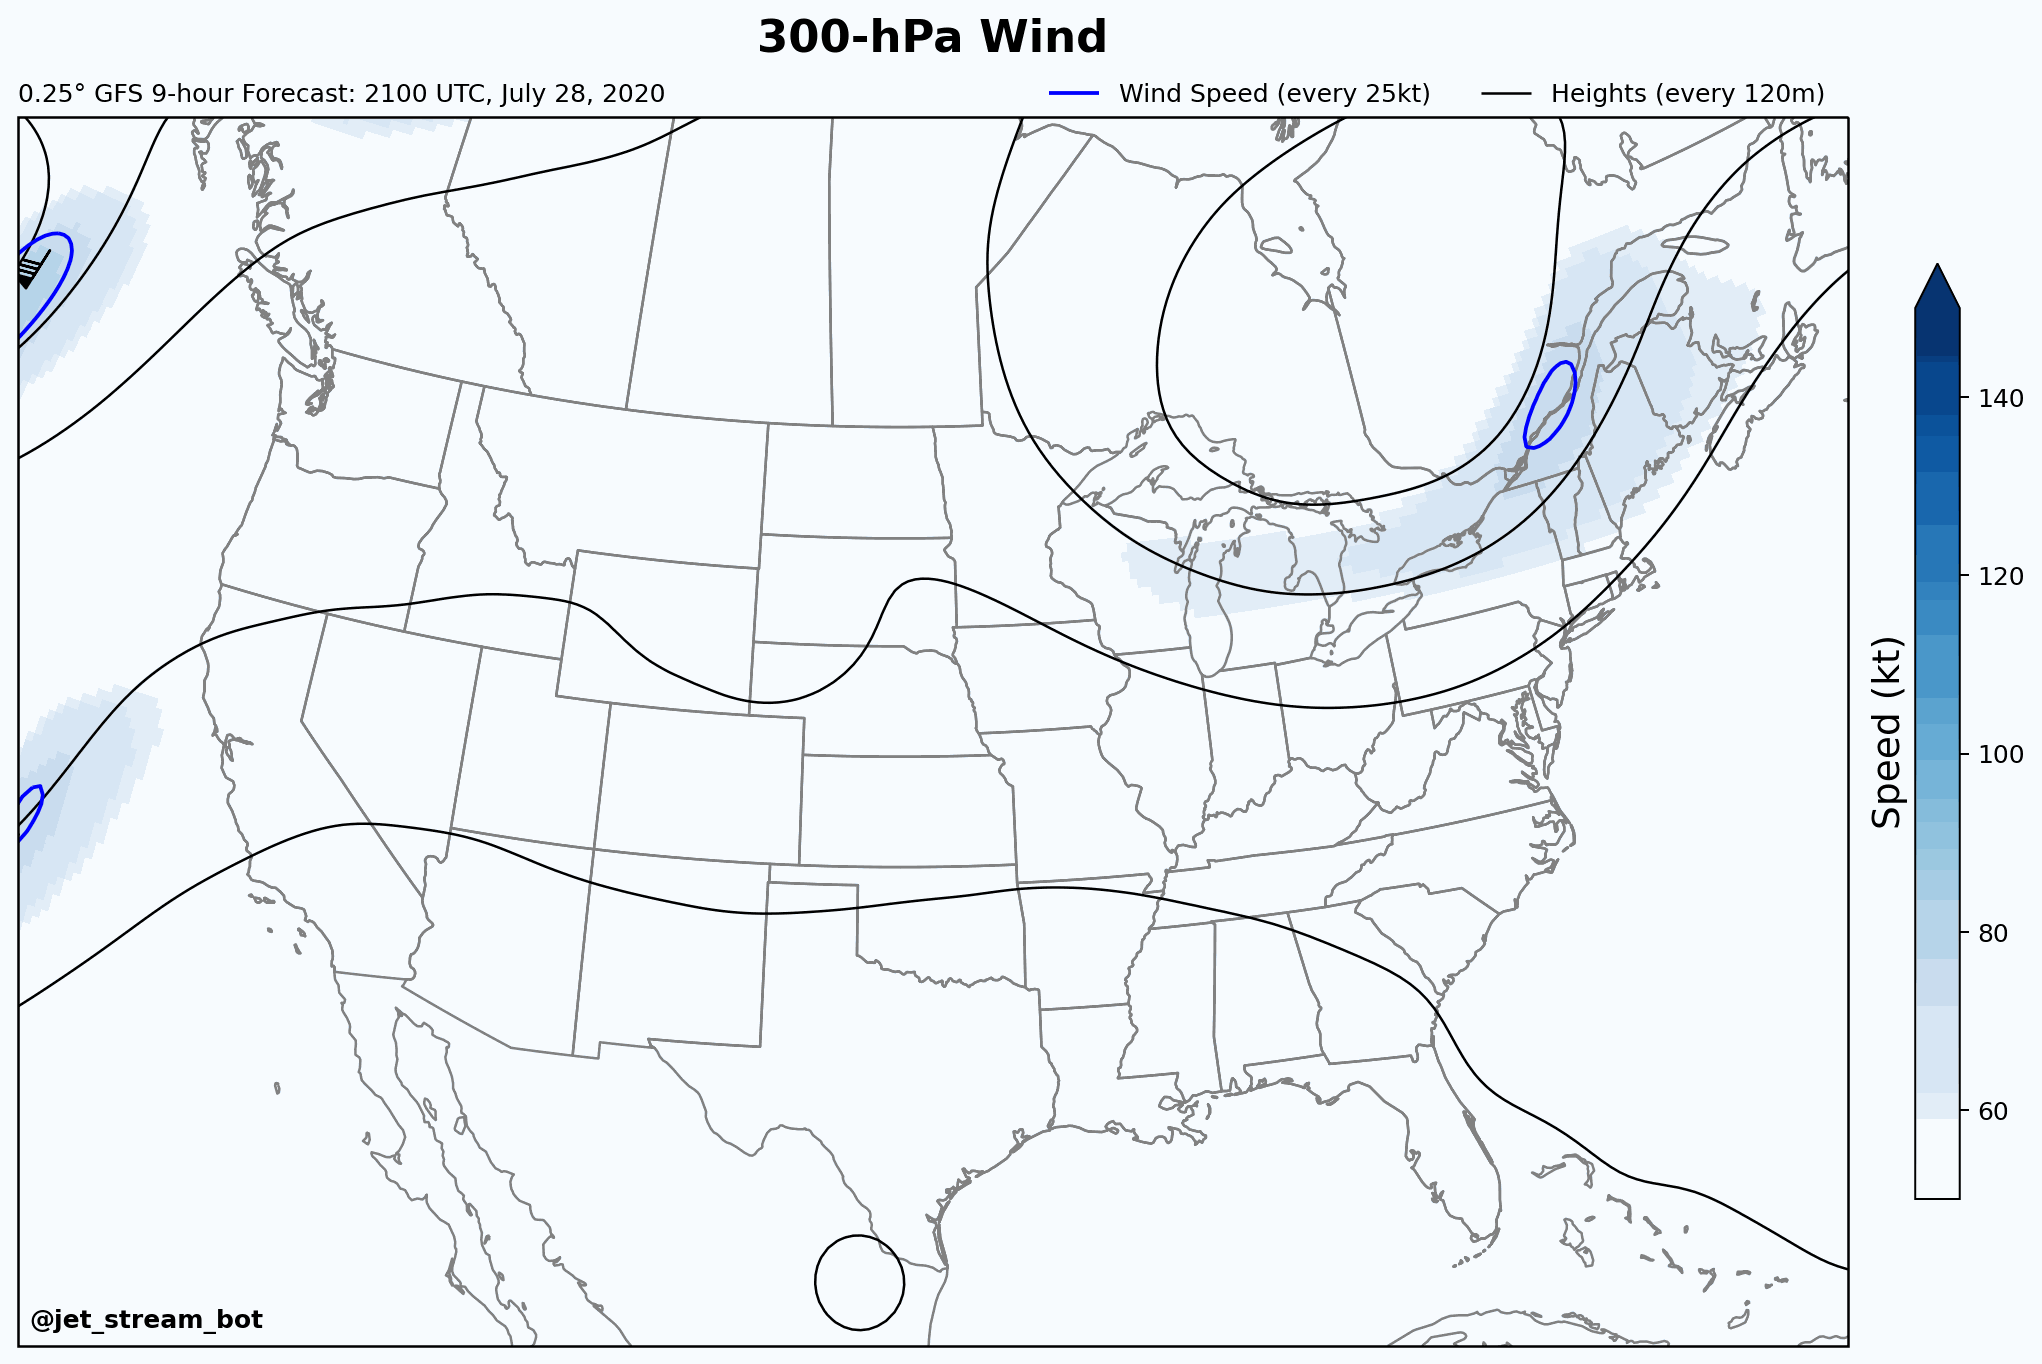 300-hPa Wind
0.25° GFS 9-hour Forecast: 2100 UTC, July 28, 2020
Wind Speed (every 25kt)
Heights (every 120m)
140
120
100
80
60
Speed (kt)
@jet_stream_bot